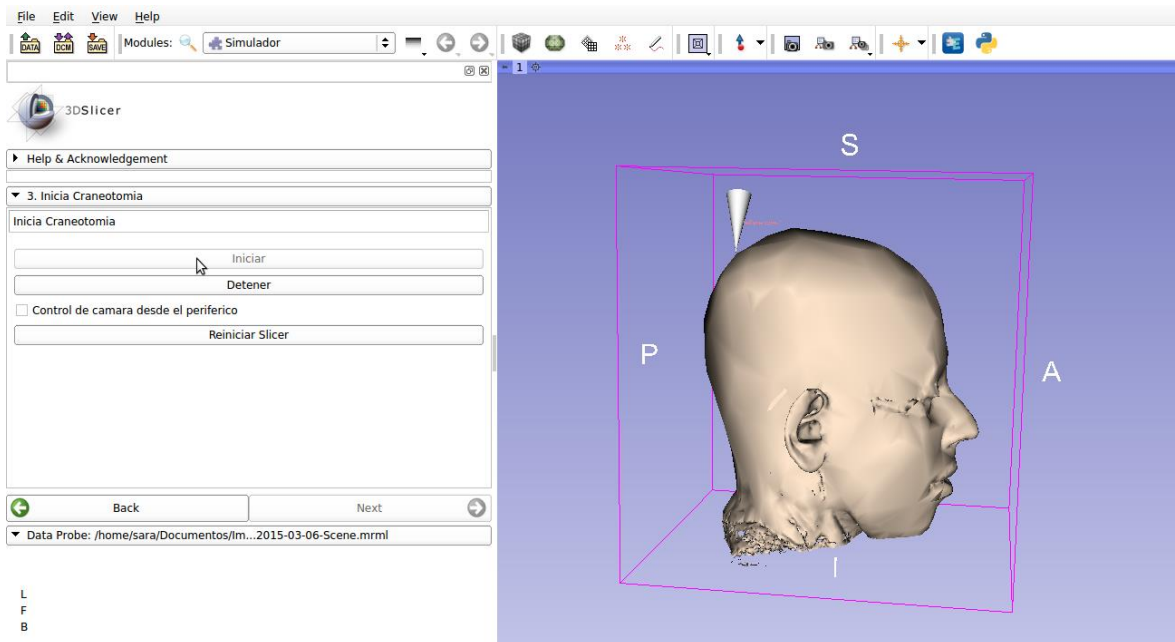 File Edit View Help
DATA DCM SAVE Modules: Simulador
1
3DSlicer
Help & Acknowledgement
3. Inicia Craneotomia
Inicia Craneotomia
Iniciar
Detener
Control de camara desde el periferico
Reiniciar Slicer
Back Next
Data Probe: /home/sara/Documentos/Im...2015-03-06-Scene.mrml
L
F
B
S
P
A
I